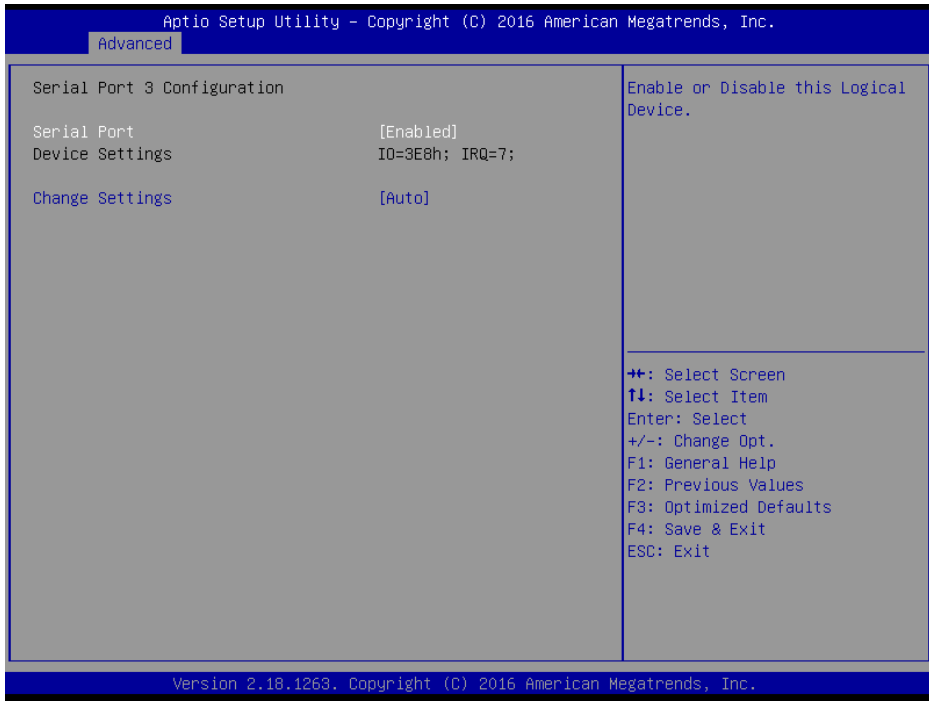 Aptio Setup Utility – Copyright (C) 2016 American Megatrends, Inc.
Advanced
Serial Port 3 Configuration
Serial Port [Enabled]
Device Settings IO=3E8h; IRQ=7;
Change Settings [Auto]
Enable or Disable this Logical
Device.
→←: Select Screen
↑↓: Select Item
Enter: Select
+/-: Change Opt.
F1: General Help
F2: Previous Values
F3: Optimized Defaults
F4: Save & Exit
ESC: Exit
Version 2.18.1263. Copyright (C) 2016 American Megatrends, Inc.